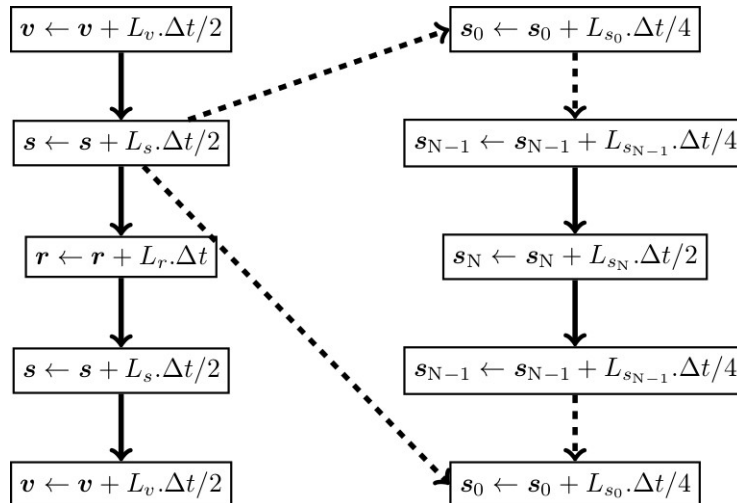 v ← v + L_v.Δt/2
s ← s + L_s.Δt/2
r ← r + L_r.Δt
s ← s + L_s.Δt/2
v ← v + L_v.Δt/2
s_0 ← s_0 + L_{s_0}.Δt/4
s_{N−1} ← s_{N−1} + L_{s_{N−1}}.Δt/4
s_N ← s_N + L_{s_N}.Δt/2
s_{N−1} ← s_{N−1} + L_{s_{N−1}}.Δt/4
s_0 ← s_0 + L_{s_0}.Δt/4